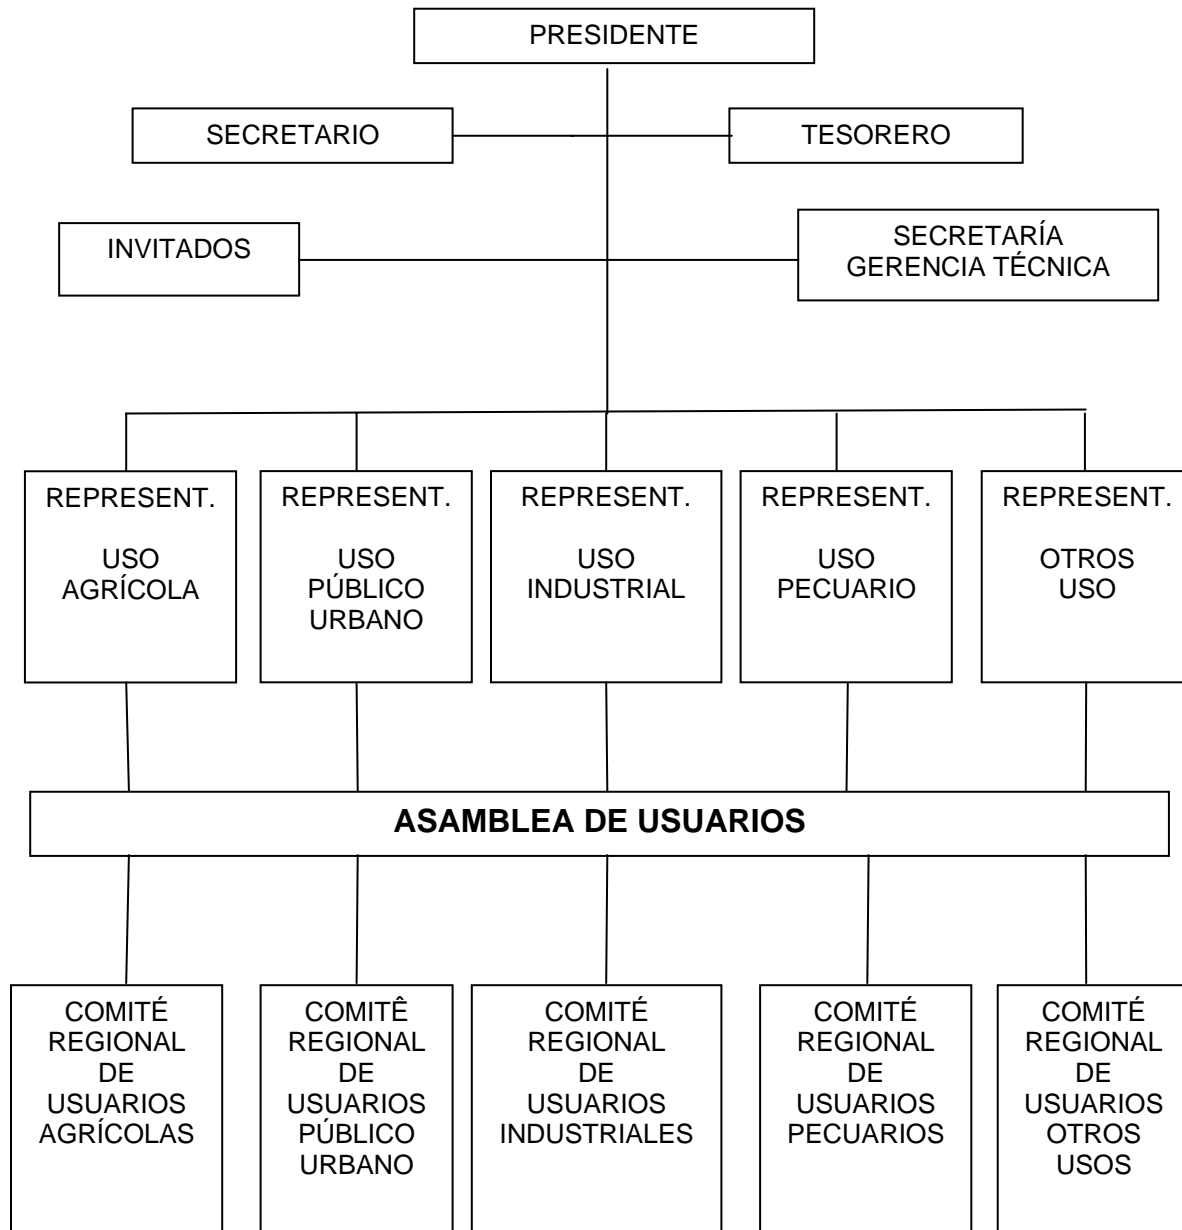 PRESIDENTE
SECRETARIO
TESORERO
INVITADOS
SECRETARÍA
GERENCIA TÉCNICA
REPRESENT.
USO
AGRÍCOLA
REPRESENT.
USO
PÚBLICO
URBANO
REPRESENT.
USO
INDUSTRIAL
REPRESENT.
USO
PECUARIO
REPRESENT.
OTROS
USO
ASAMBLEA DE USUARIOS
COMITÉ
REGIONAL
DE
USUARIOS
AGRÍCOLAS
COMITÊ
REGIONAL
DE
USUARIOS
PÚBLICO
URBANO
COMITÉ
REGIONAL
DE
USUARIOS
INDUSTRIALES
COMITÉ
REGIONAL
DE
USUARIOS
PECUARIOS
COMITÉ
REGIONAL
DE
USUARIOS
OTROS
USOS